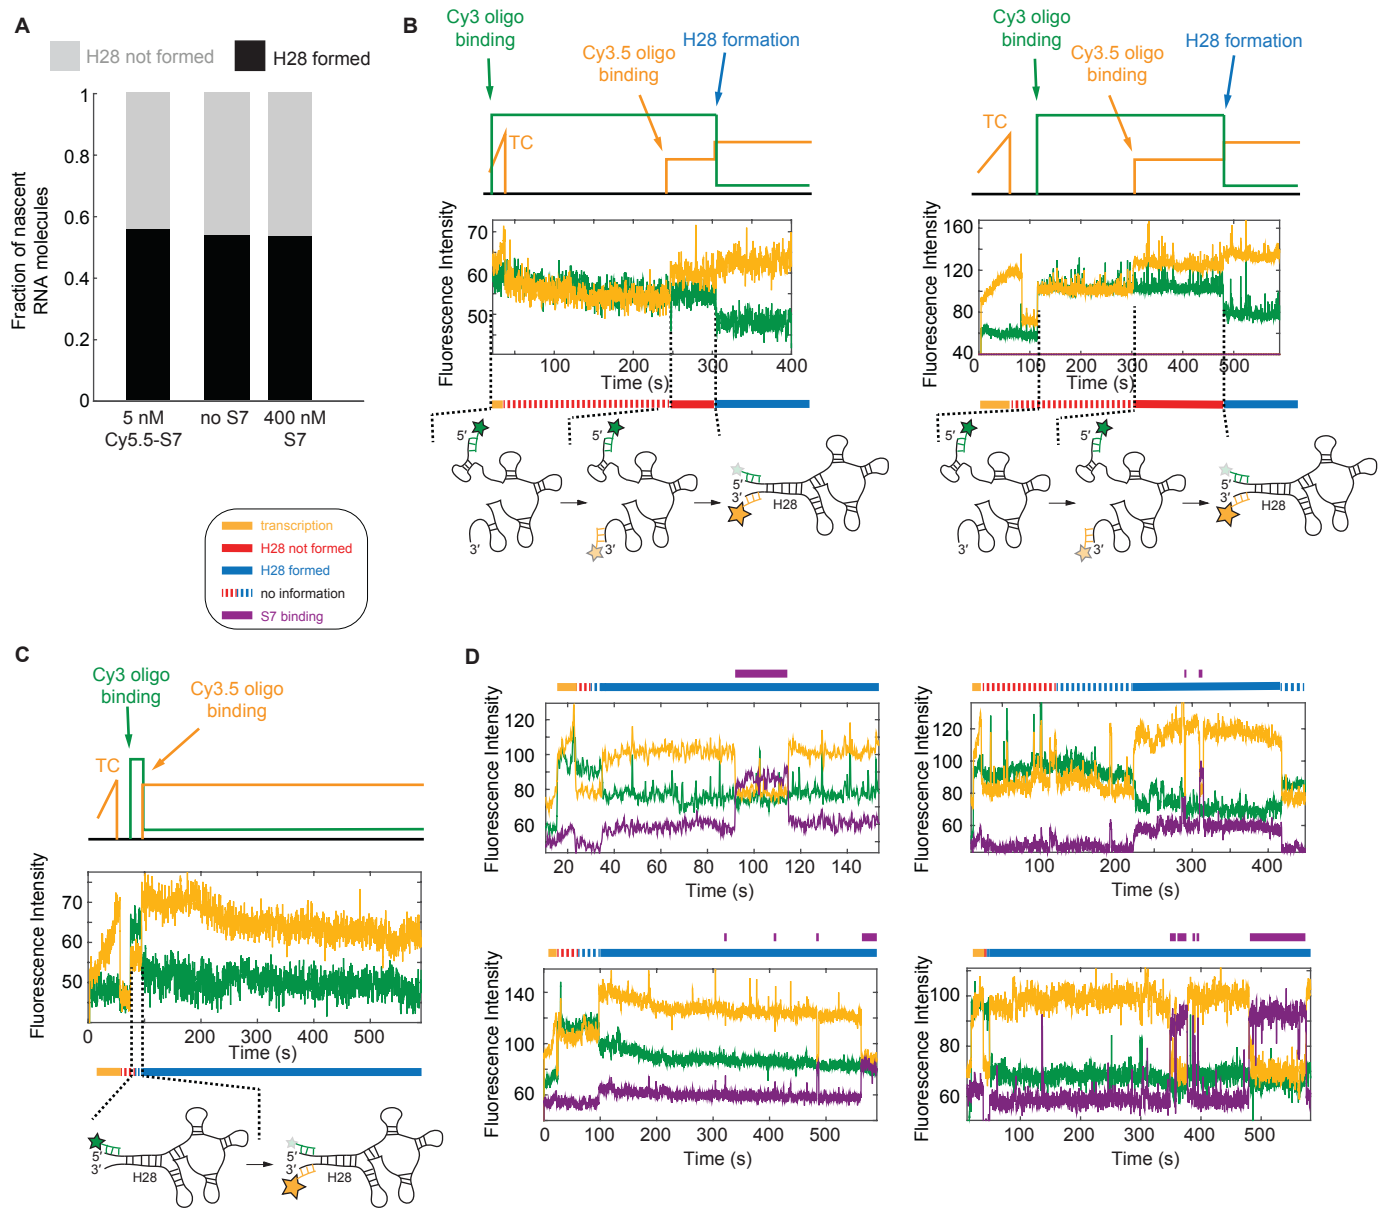 A
H28 not formed
H28 formed
Fraction of nascent
RNA molecules
1
0.8
0.6
0.4
0.2
0
5 nM
Cy5.5-S7
no S7
400 nM
S7
B
Cy3 oligo
binding
Cy3.5 oligo
binding
H28 formation
TC
Fluorescence Intensity
70
60
50
0
100
200
300
400
Time (s)
5′
3′
5′
3′
5′
3′
H28
Cy3 oligo
binding
Cy3.5 oligo
binding
H28 formation
TC
Fluorescence Intensity
160
120
80
40
0
100
200
300
400
500
Time (s)
5′
3′
5′
3′
5′
3′
H28
transcription
H28 not formed
H28 formed
no information
S7 binding
C
Cy3 oligo
binding
Cy3.5 oligo
binding
TC
Fluorescence Intensity
70
60
50
0
100
200
300
400
500
Time (s)
5′
3′
H28
5′
3′
H28
D
Fluorescence Intensity
120
100
80
60
20
40
60
80
100
120
140
Time (s)
Fluorescence Intensity
120
100
80
60
0
100
200
300
400
Time (s)
Fluorescence Intensity
140
100
60
0
100
200
300
400
500
Time (s)
Fluorescence Intensity
100
80
60
100
200
300
400
500
Time (s)